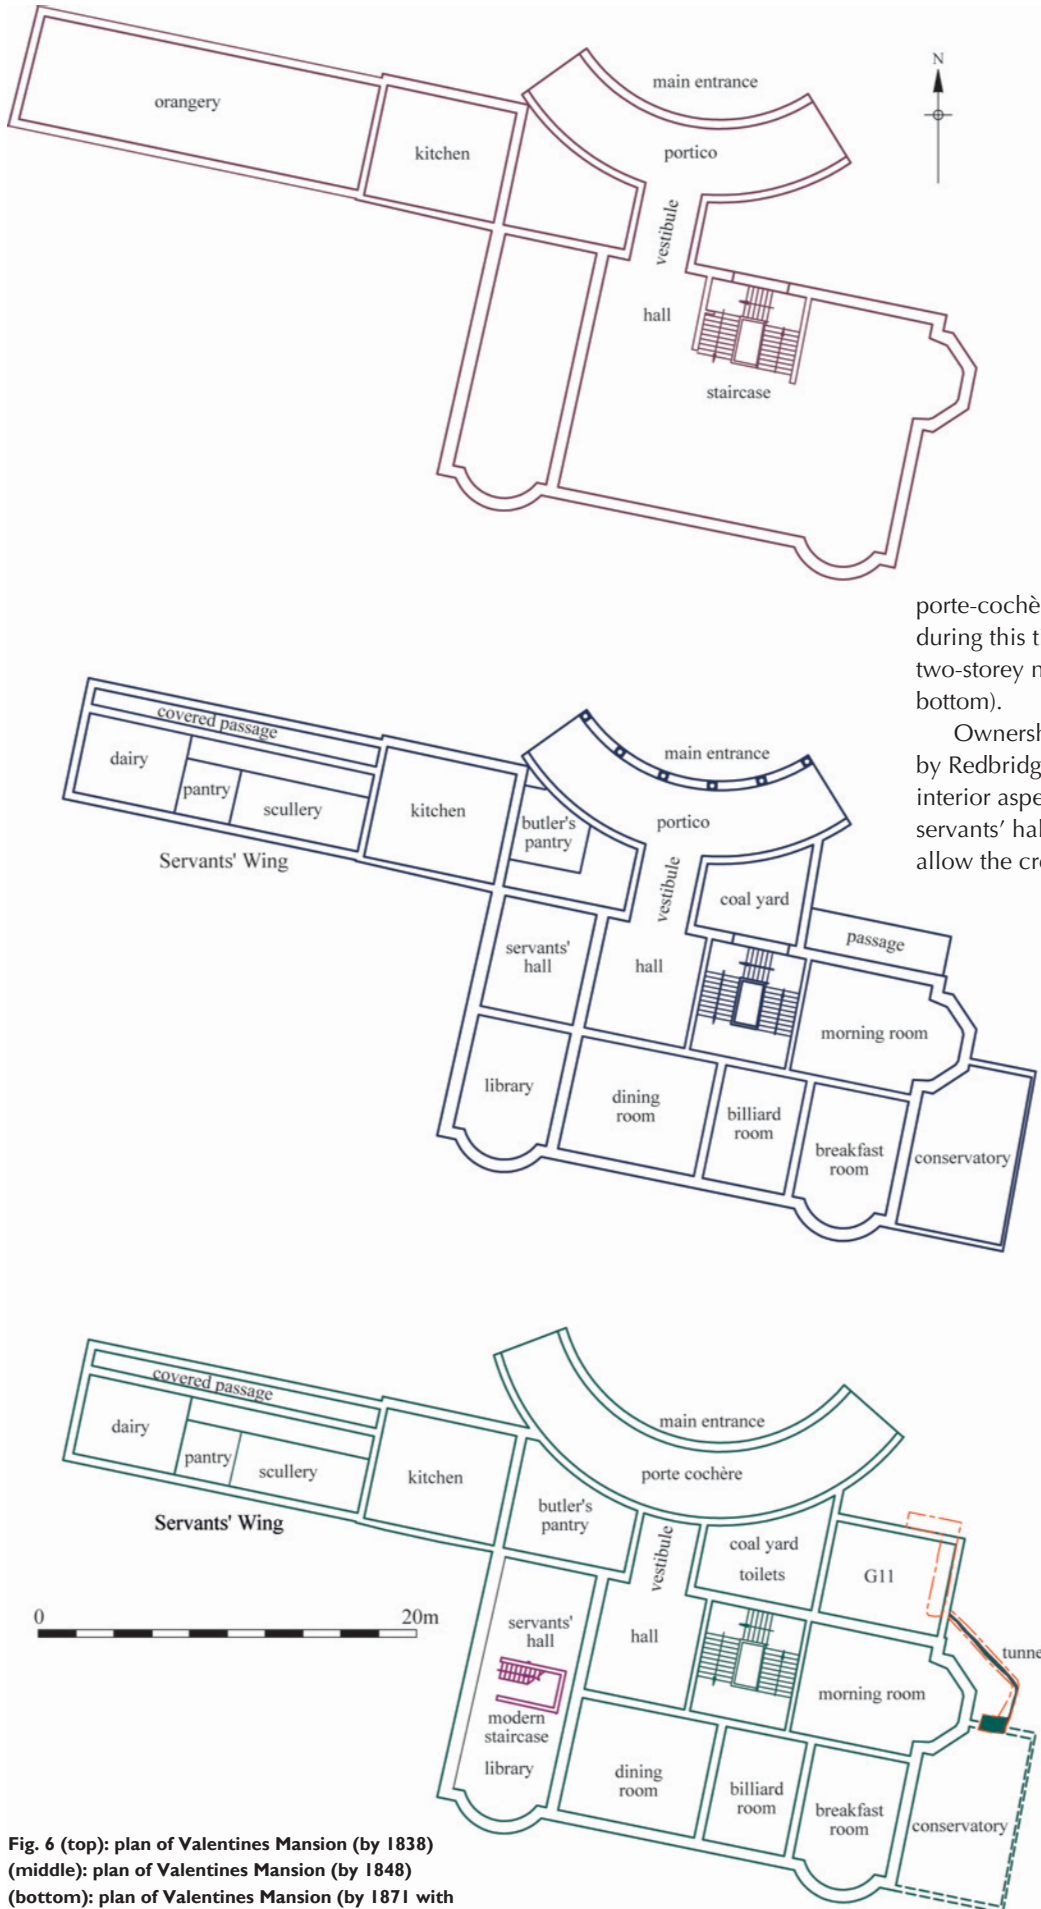 N
main entrance
orangery
portico
kitchen
vestibule
hall
staircase
porte-cochè
during this t
two-storey n
bottom).
Ownersh
by Redbridg
interior aspe
servants' hal
allow the cre
covered passage
main entrance
dairy
pantry
scullery
kitchen
butler's
pantry
portico
Servants' Wing
vestibule
coal yard
passage
servants'
hall
hall
morning room
library
dining
room
billiard
room
breakfast
room
conservatory
covered passage
main entrance
dairy
pantry
scullery
kitchen
porte cochère
butler's
pantry
Servants' Wing
vestibule
coal yard
toilets
G11
0 20m
servants'
hall
hall
tunne
modern
staircase
morning room
library
dining
room
billiard
room
breakfast
room
conservatory
Fig. 6 (top): plan of Valentines Mansion (by 1838)
(middle): plan of Valentines Mansion (by 1848)
(bottom): plan of Valentines Mansion (by 1871 with